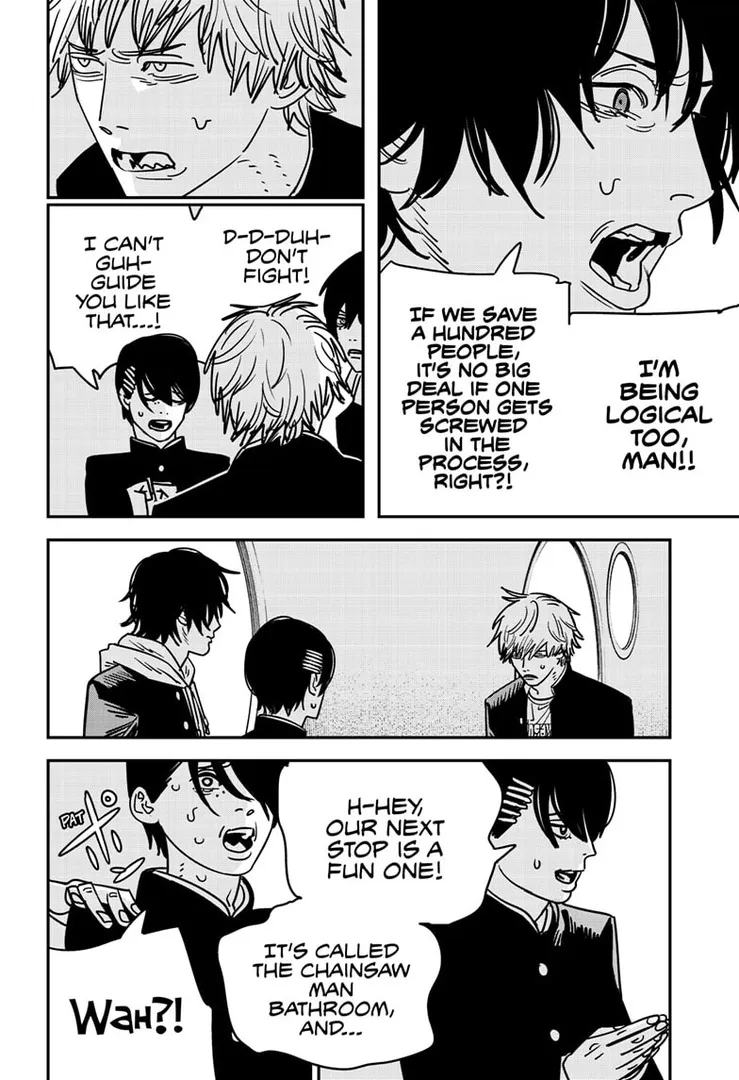 I'M
BEING
LOGICAL
TOO,
MAN!!
IF WE SAVE
A HUNDRED
PEOPLE,
IT'S NO BIG
DEAL IF ONE
PERSON GETS
SCREWED
IN THE
PROCESS,
RIGHT?!
D-D-DUH-
DON'T
FIGHT!
I CAN'T
GUH-
GUIDE
YOU LIKE
THAT...!
H-HEY,
OUR NEXT
STOP IS A
FUN ONE!
IT'S CALLED
THE CHAINSAW
MAN
BATHROOM,
AND...
PAT
ポン
WAH?!